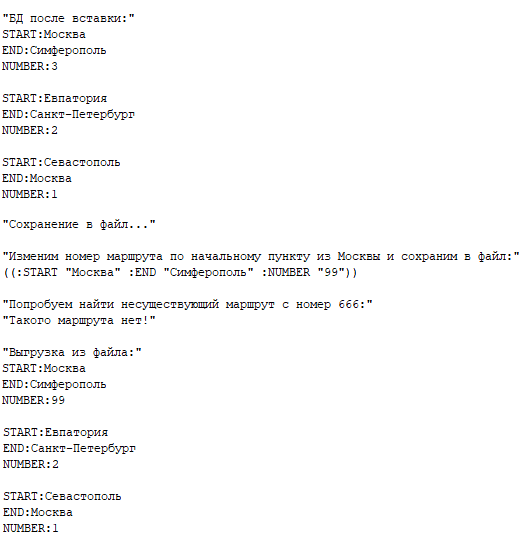 "БД после вставки:"
START:Москва
END:Симферополь
NUMBER:3
START:Евпатория
END:Санкт-Петербург
NUMBER:2
START:Севастополь
END:Москва
NUMBER:1
"Сохранение в файл..."
"Изменим номер маршрута по начальному пункту из Москвы и сохраним в файл:"
((:START "Москва" :END "Симферополь" :NUMBER "99"))
"Попробуем найти несуществующий маршрут с номер 666:"
"Такого маршрута нет!"
"Выгрузка из файла:"
START:Москва
END:Симферополь
NUMBER:99
START:Евпатория
END:Санкт-Петербург
NUMBER:2
START:Севастополь
END:Москва
NUMBER:1